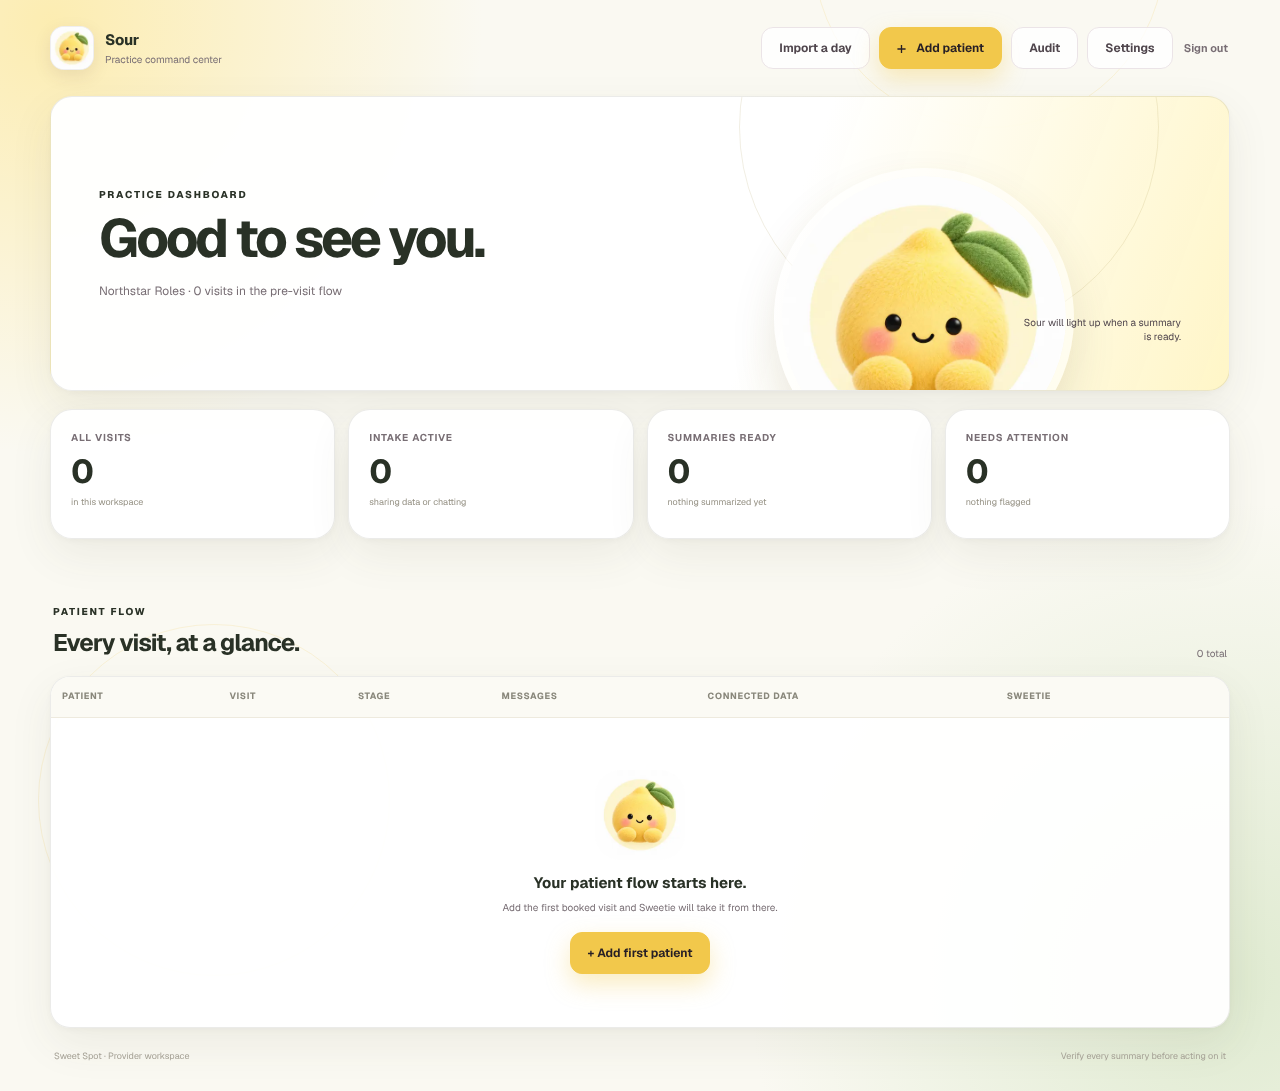 Sour
Practice command center
Import a day
+ Add patient
Audit
Settings
Sign out
PRACTICE DASHBOARD
Good to see you.
Northstar Roles · 0 visits in the pre-visit flow
Sour will light up when a summary
is ready.
ALL VISITS
0
in this workspace
INTAKE ACTIVE
0
sharing data or chatting
SUMMARIES READY
0
nothing summarized yet
NEEDS ATTENTION
0
nothing flagged
PATIENT FLOW
Every visit, at a glance.
0 total
PATIENT VISIT STAGE MESSAGES CONNECTED DATA SWEETIE
Your patient flow starts here.
Add the first booked visit and Sweetie will take it from there.
+ Add first patient
Sweet Spot · Provider workspace
Verify every summary before acting on it